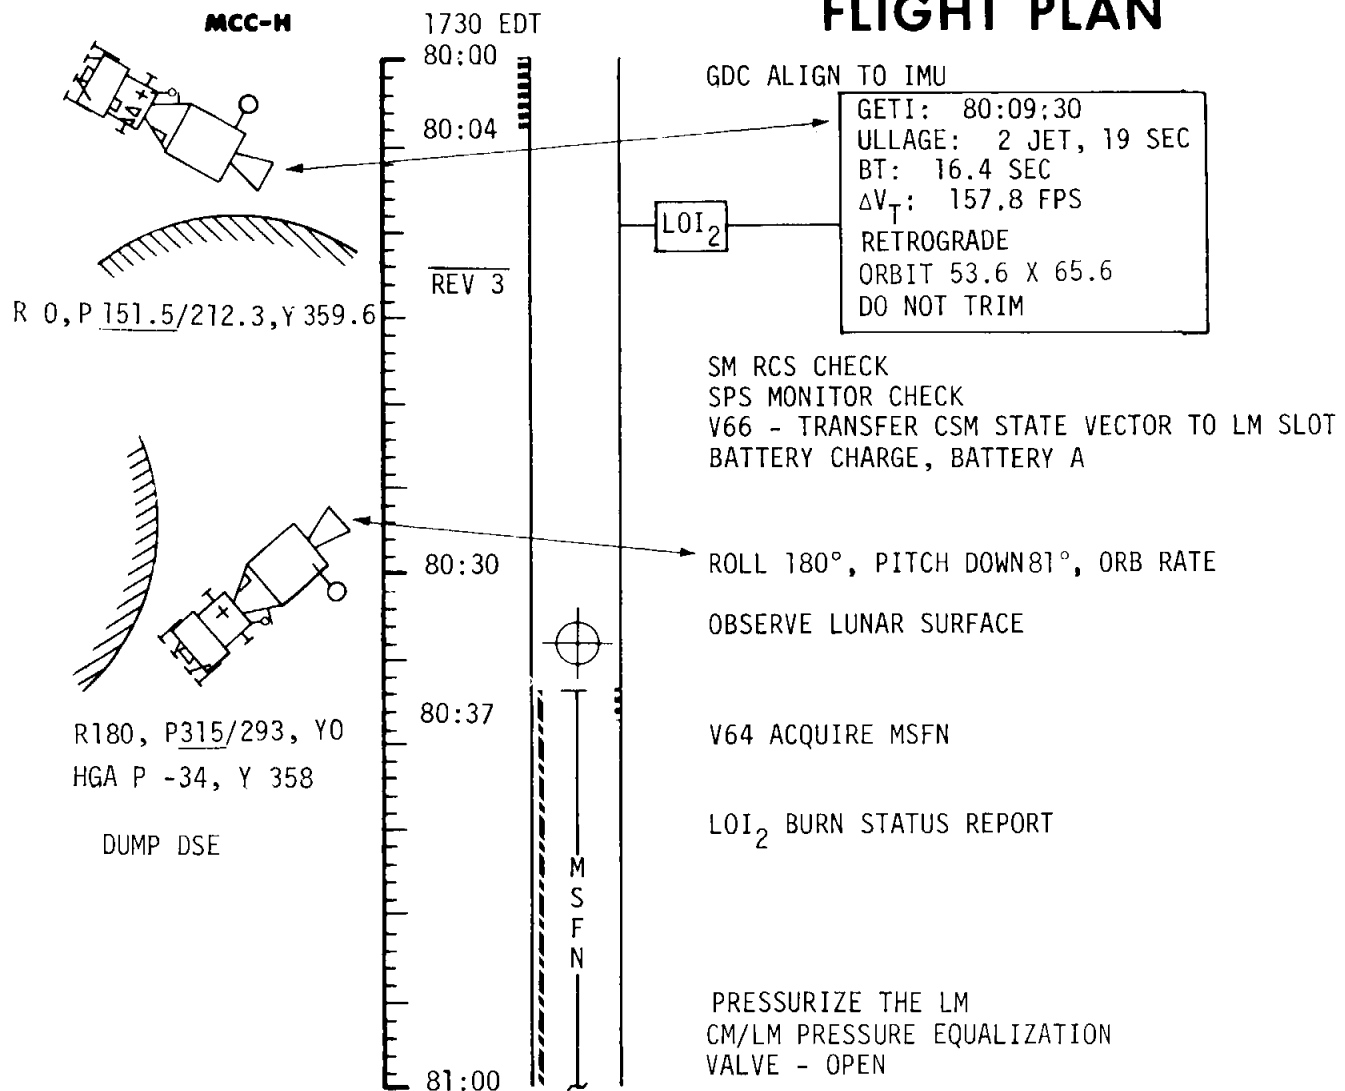 MCC-H
FLIGHT PLAN
1730 EDT
80:00
GDC ALIGN TO IMU
80:04
GETI: 80:09:30
ULLAGE: 2 JET, 19 SEC
BT: 16.4 SEC
ΔVT: 157.8 FPS
LOI2
RETROGRADE
ORBIT 53.6 X 65.6
DO NOT TRIM
REV 3
R 0, P 151.5/212.3, Y 359.6
SM RCS CHECK
SPS MONITOR CHECK
V66 - TRANSFER CSM STATE VECTOR TO LM SLOT
BATTERY CHARGE, BATTERY A
80:30
ROLL 180°, PITCH DOWN 81°, ORB RATE
OBSERVE LUNAR SURFACE
80:37
R180, P315/293, Y0
HGA P -34, Y 358
V64 ACQUIRE MSFN
DUMP DSE
LOI2 BURN STATUS REPORT
MSFN
PRESSURIZE THE LM
CM/LM PRESSURE EQUALIZATION
VALVE - OPEN
81:00